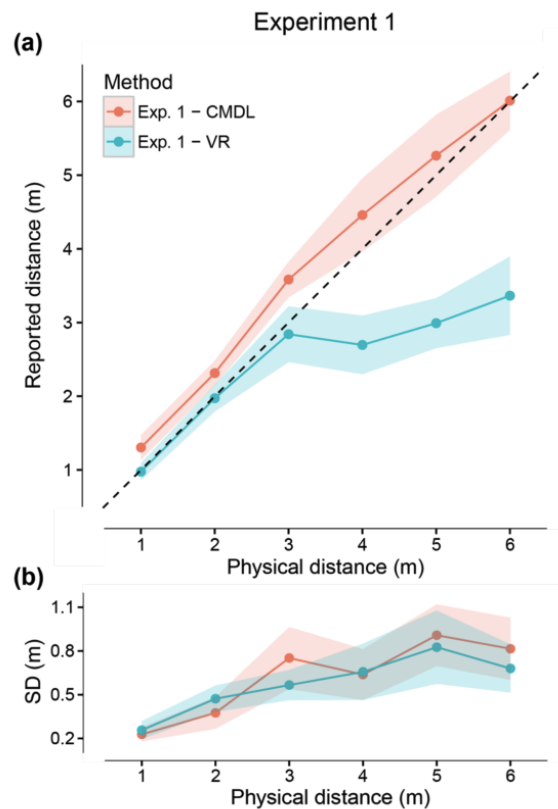 Experiment 1
(a)
Method
Exp. 1 – CMDL
Exp. 1 – VR
Reported distance (m)
6
5
4
3
2
1
1 2 3 4 5 6
Physical distance (m)
(b)
SD (m)
1.1
0.8
0.5
0.2
1 2 3 4 5 6
Physical distance (m)